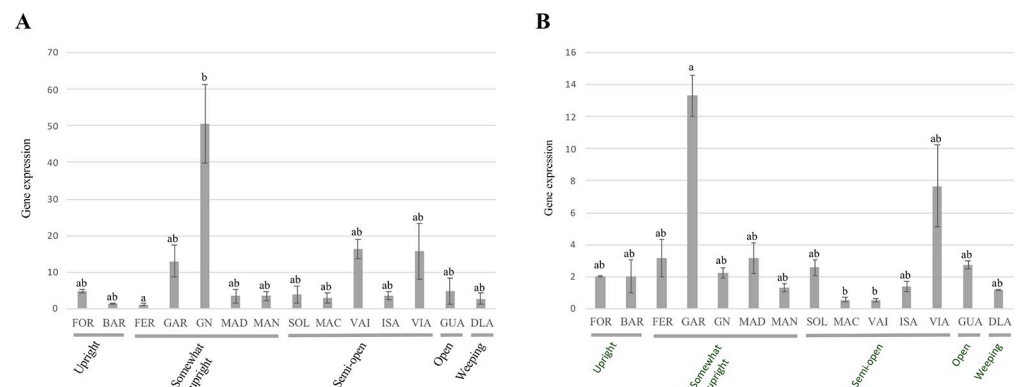 A
70
60
50
40
30
20
10
0
Gene expression
ab
ab
a
ab
b
ab
ab
ab
ab
ab
ab
ab
ab
ab
FOR BAR FER GAR GN MAD MAN SOL MAC VAI ISA VIA GUA DLA
Upright
Somewhat
upright
Semi-open
Open
Weeping
B
16
14
12
10
8
6
4
2
0
Gene expression
ab
ab
ab
a
ab
ab
ab
ab
b
b
ab
ab
ab
ab
FOR BAR FER GAR GN MAD MAN SOL MAC VAI ISA VIA GUA DLA
Upright
Somewhat
upright
Semi-open
Open
Weeping